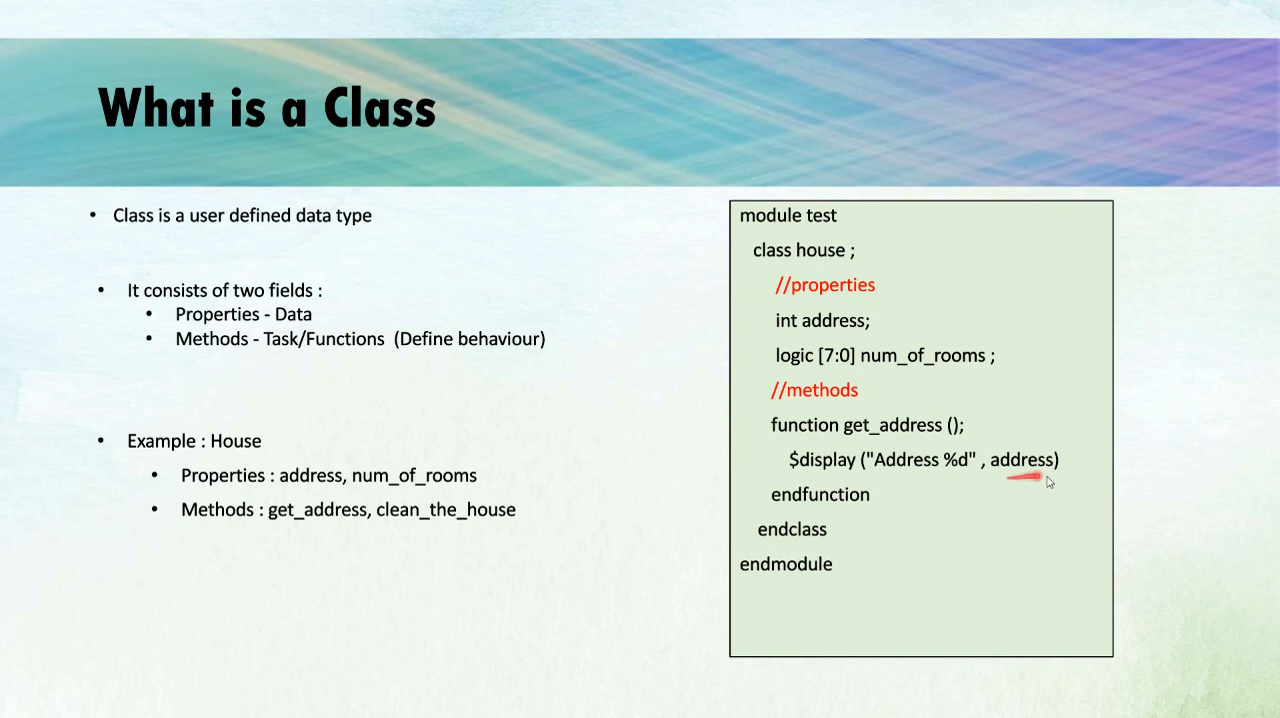 What is a Class
• Class is a user defined data type
• It consists of two fields :
• Properties - Data
• Methods - Task/Functions (Define behaviour)
• Example : House
• Properties : address, num_of_rooms
• Methods : get_address, clean_the_house
module test
class house ;
//properties
int address;
logic [7:0] num_of_rooms ;
//methods
function get_address ();
$display ("Address %d" , address)
endfunction
endclass
endmodule